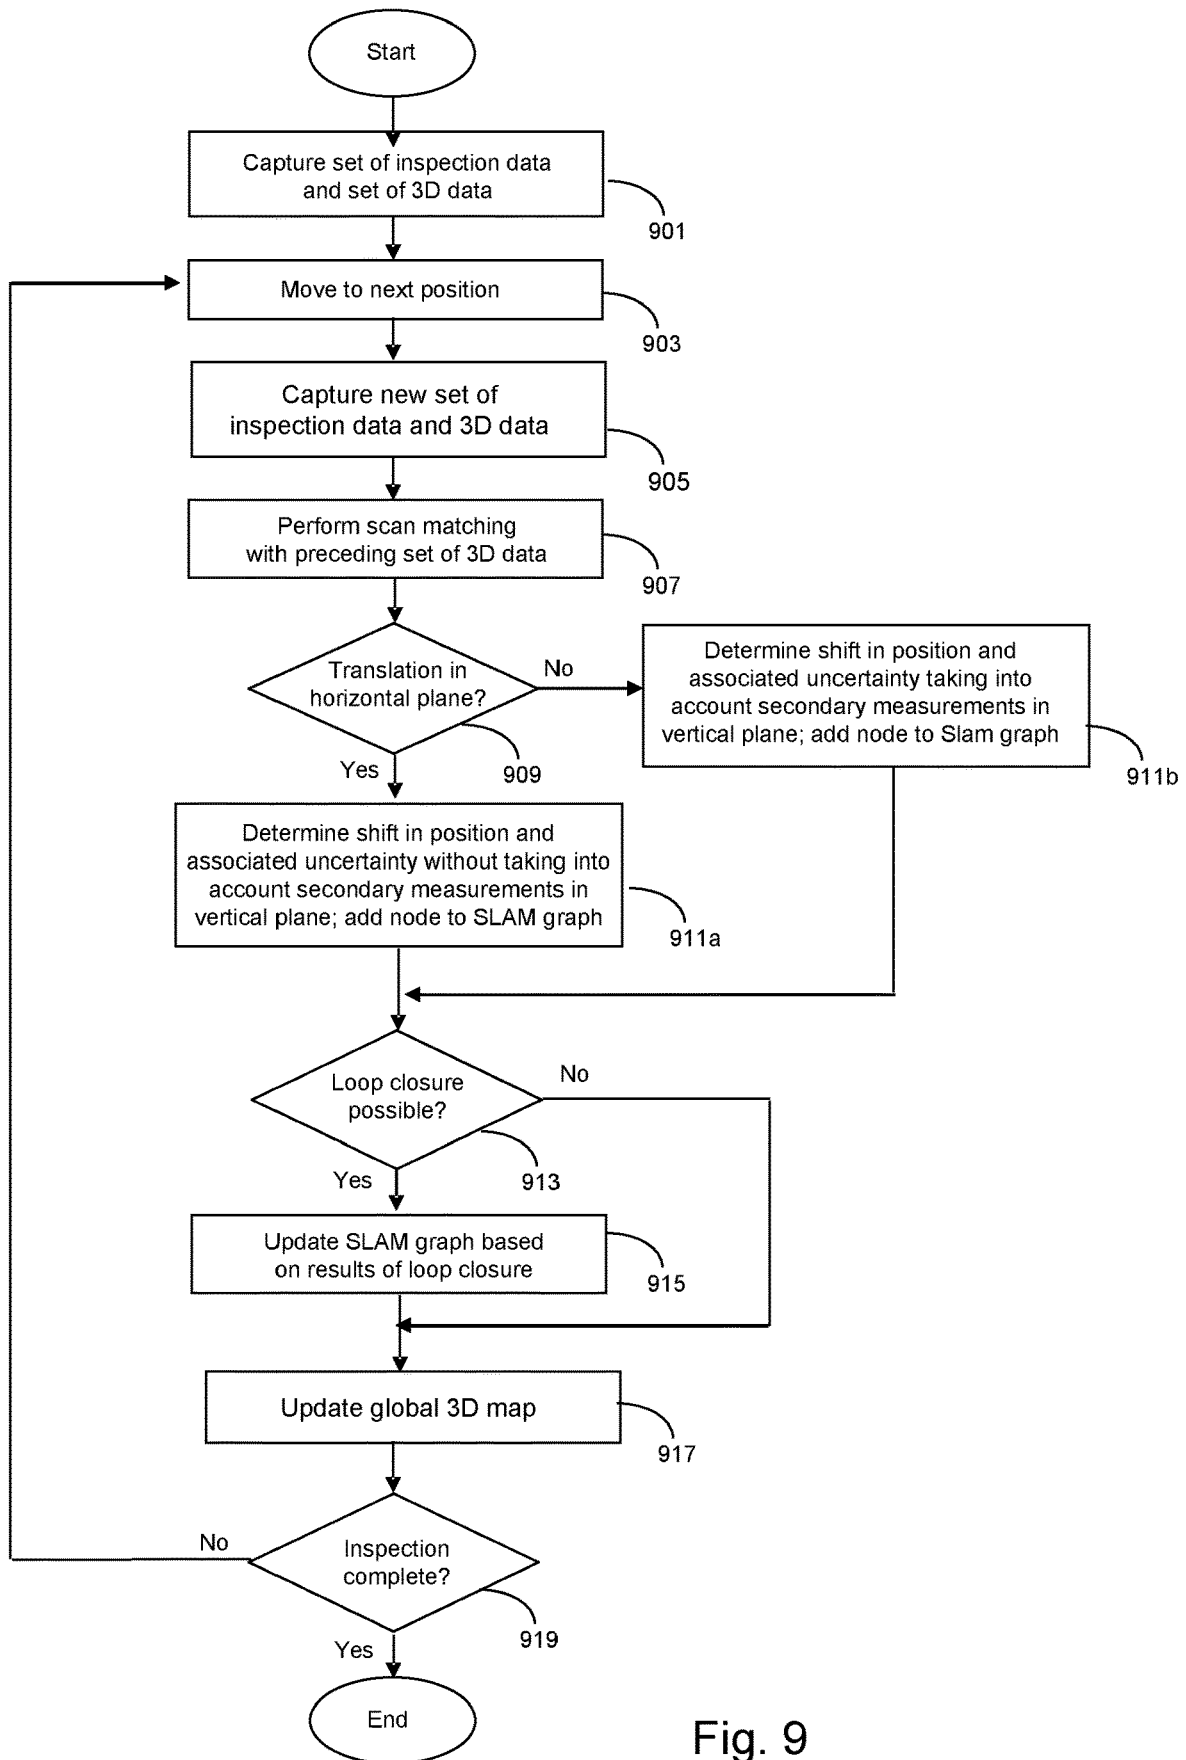 Start
Capture set of inspection data
and set of 3D data
901
Move to next position
903
Capture new set of
inspection data and 3D data
905
Perform scan matching
with preceding set of 3D data
907
Translation in
horizontal plane?
No
Yes
909
Determine shift in position and
associated uncertainty taking into
account secondary measurements in
vertical plane; add node to Slam graph
911b
Determine shift in position and
associated uncertainty without taking into
account secondary measurements in
vertical plane; add node to SLAM graph
911a
Loop closure
possible?
No
Yes
913
Update SLAM graph based
on results of loop closure
915
Update global 3D map
917
No
Inspection
complete?
919
Yes
End
Fig. 9